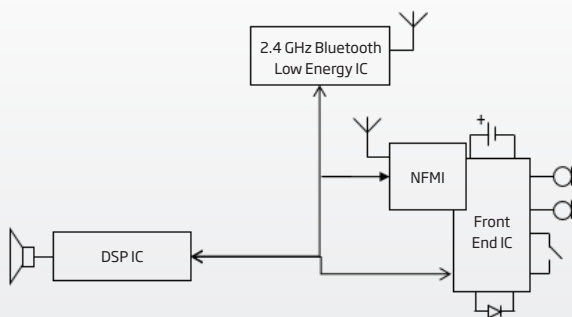 2.4 GHz Bluetooth
Low Energy IC
+
NFMI
Front
End IC
DSP IC